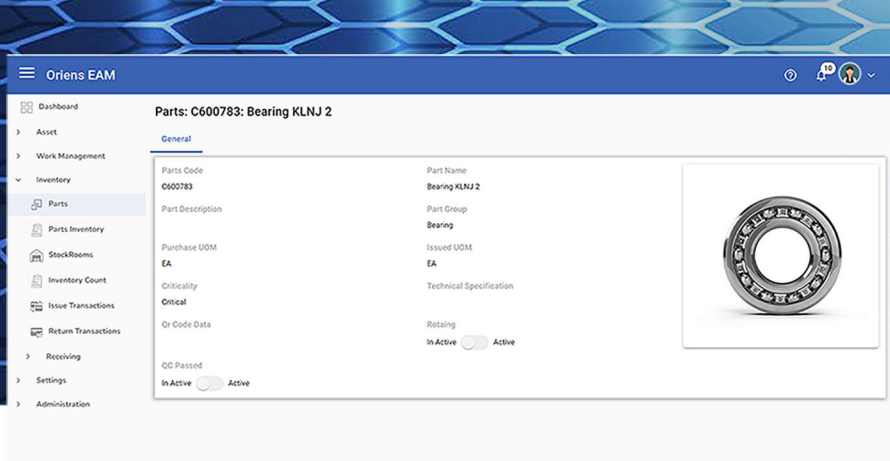 Oriens EAM
10
Dashboard
Asset
Work Management
Inventory
Parts
Parts Inventory
StockRooms
Inventory Count
Issue Transactions
Return Transactions
Receiving
Settings
Administration
Parts: C600783: Bearing KLNJ 2
General
Parts Code
C600783
Part Name
Bearing KLNJ 2
Part Description
Part Group
Bearing
Purchase UOM
EA
Issued UOM
EA
Criticality
Critical
Technical Specification
Qr Code Data
Rotaing
In Active Active
QC Passed
In Active Active